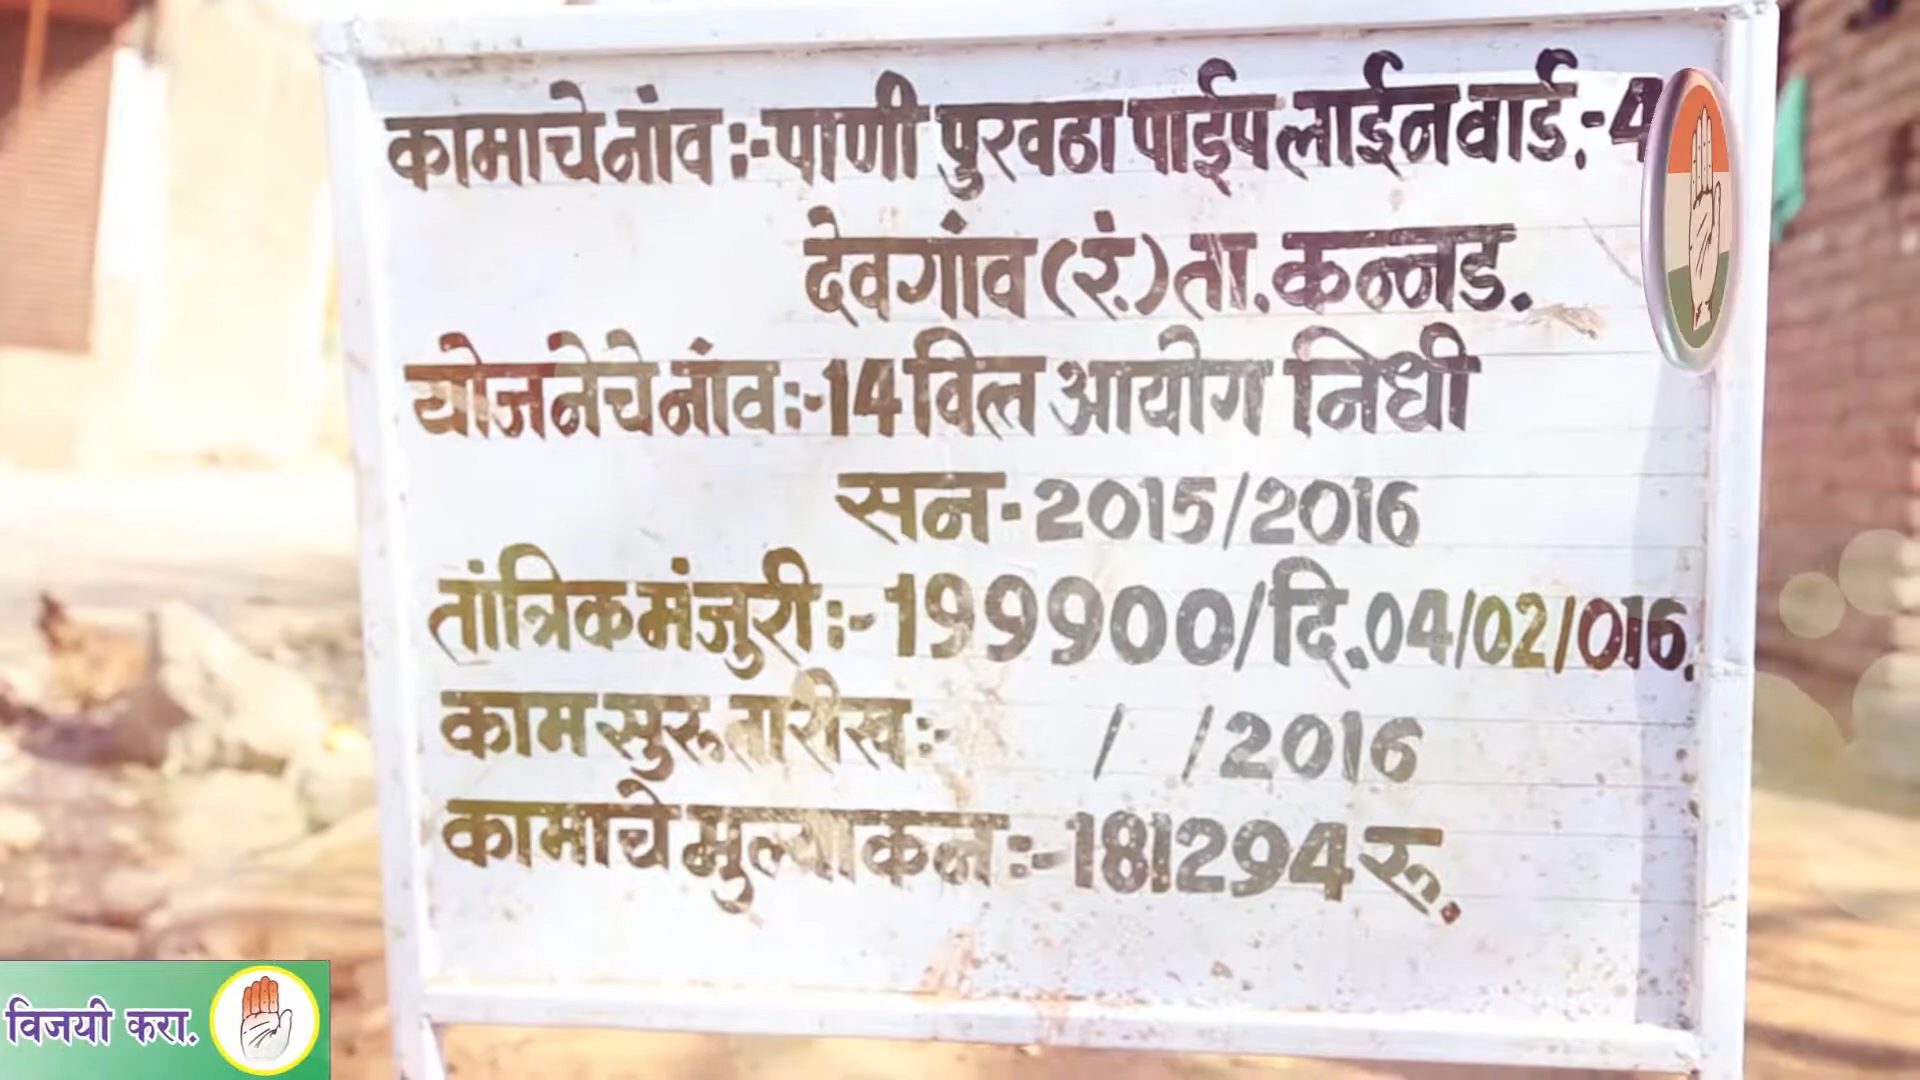 कामाचे नांव :- पाणी पुरवठा पाईप लाईन वार्ड :- 4
देवगांव (रं.) ता. कन्नड.
योजनेचे नांव :- 14 वित्त आयोग निधी
सन - 2015/2016
तांत्रिक मंजुरी :- 199900/दि. 04/02/016.
काम सुरू तारीख :- / /2016
कामाचे मुल्याकन :- 181294 रू.
विजयी करा.